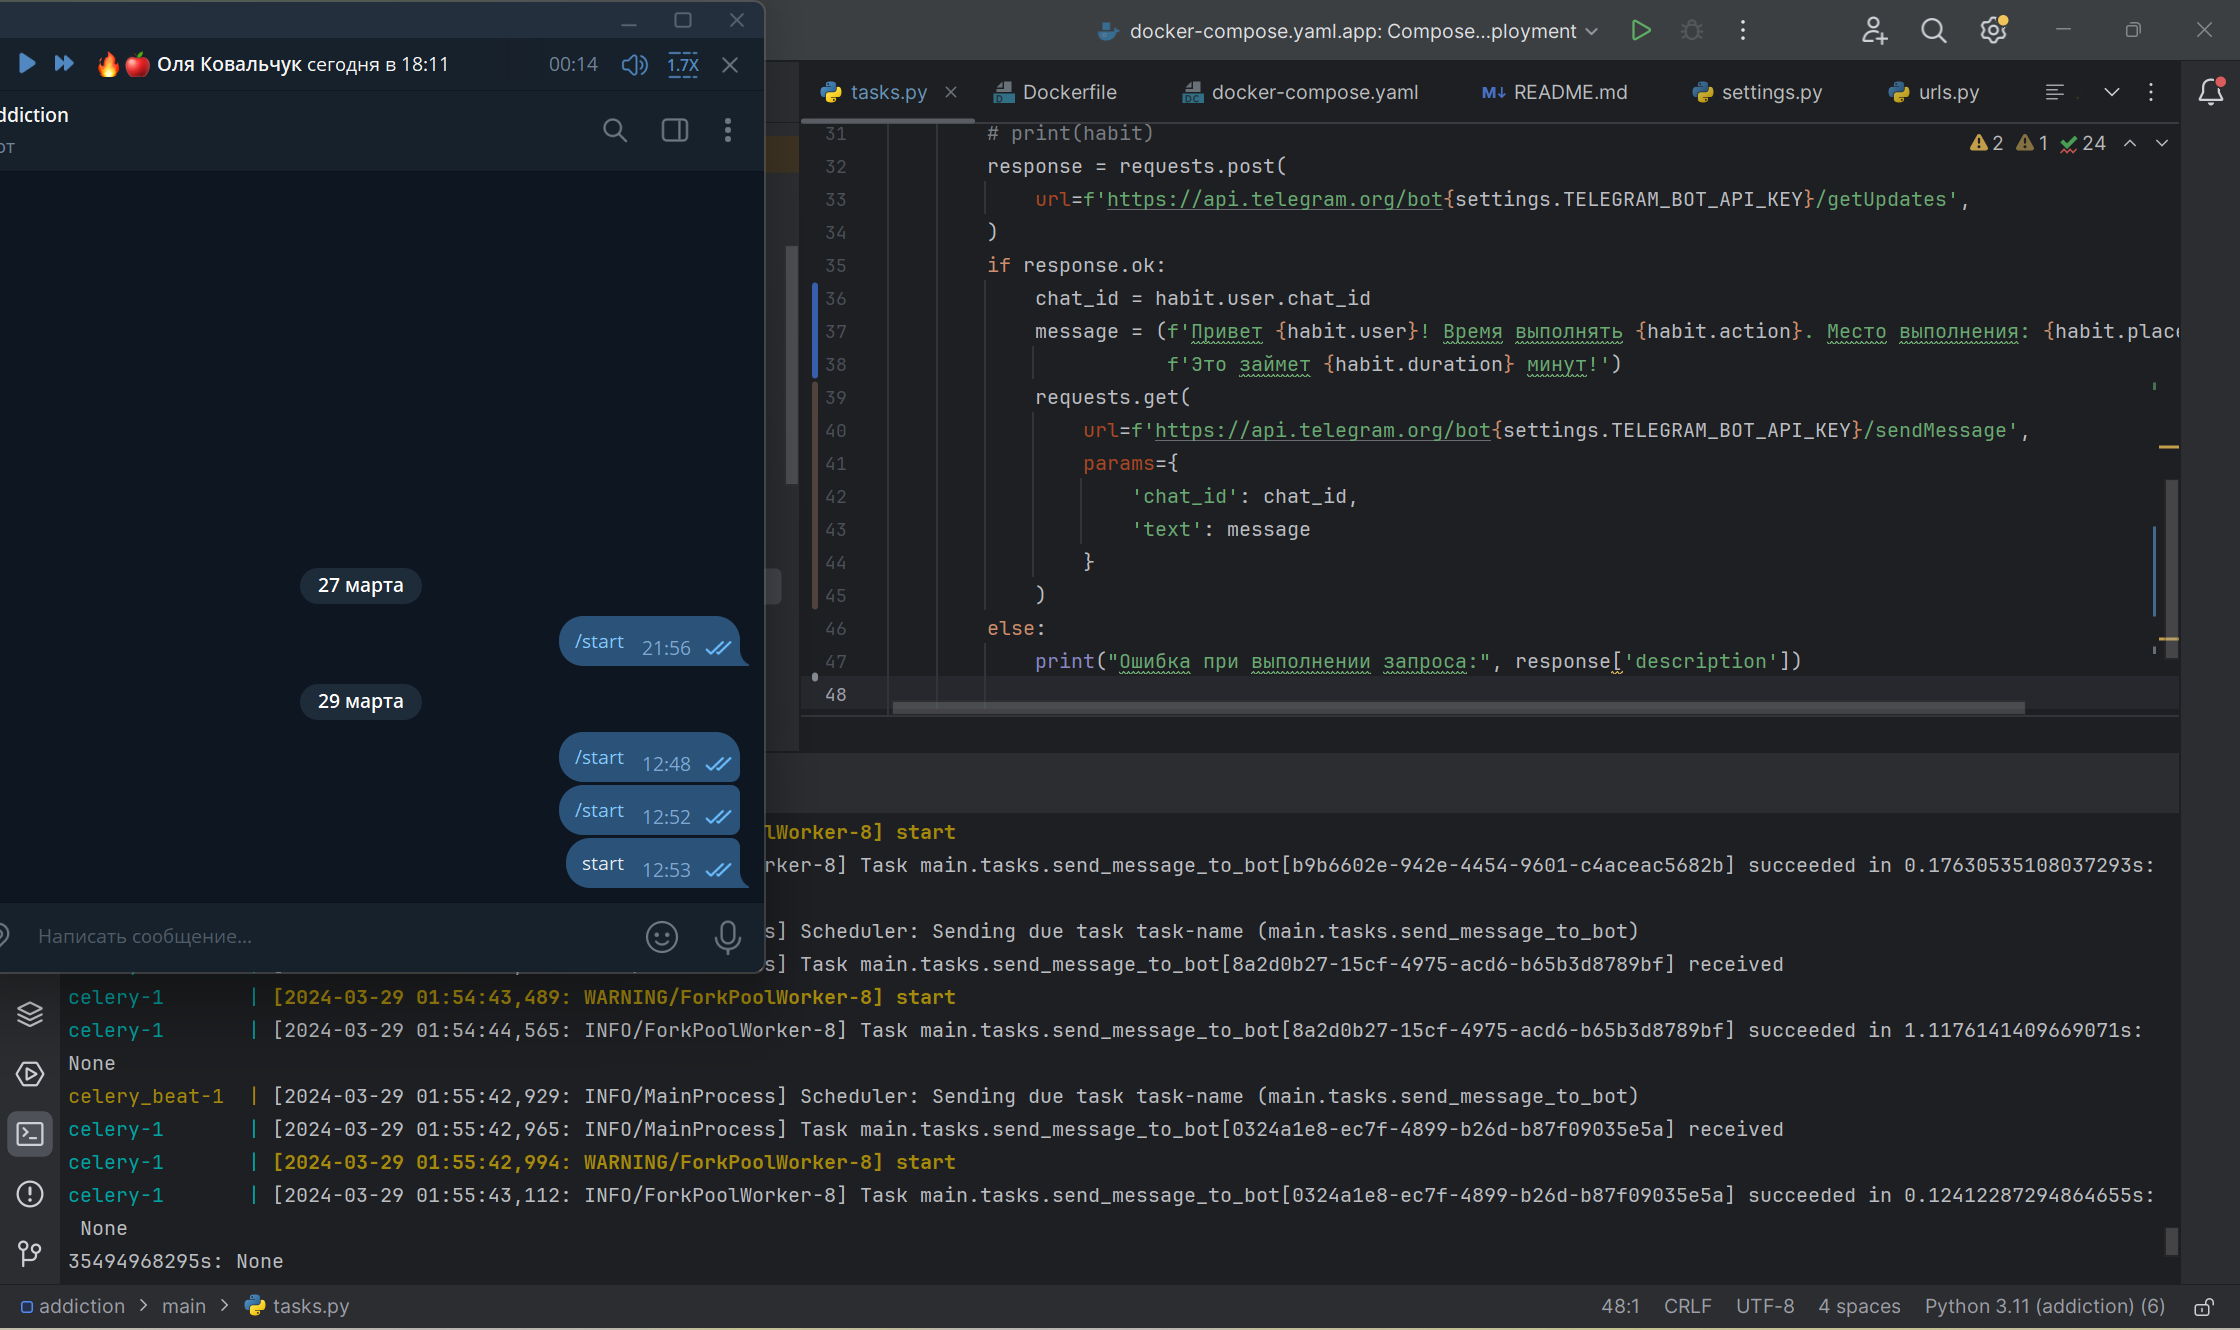 Оля Ковальчук сегодня в 18:11
00:14
1.7X
ddiction
от
27 марта
/start 21:56
29 марта
/start 12:48
/start 12:52
start 12:53
Написать сообщение...
docker-compose.yaml.app: Compose...ployment
tasks.py
Dockerfile
docker-compose.yaml
README.md
settings.py
urls.py
2 1 24
31 # print(habit)
32 response = requests.post(
33 url=f'https://api.telegram.org/bot{settings.TELEGRAM_BOT_API_KEY}/getUpdates',
34 )
35 if response.ok:
36 chat_id = habit.user.chat_id
37 message = (f'Привет {habit.user}! Время выполнять {habit.action}. Место выполнения: {habit.place
38 f'Это займет {habit.duration} минут!')
39 requests.get(
40 url=f'https://api.telegram.org/bot{settings.TELEGRAM_BOT_API_KEY}/sendMessage',
41 params={
42 'chat_id': chat_id,
43 'text': message
44 }
45 )
46 else:
47 print("Ошибка при выполнении запроса:", response['description'])
48
lWorker-8] start
rker-8] Task main.tasks.send_message_to_bot[b9b6602e-942e-4454-9601-c4aceac5682b] succeeded in 0.17630535108037293s:
s] Scheduler: Sending due task task-name (main.tasks.send_message_to_bot)
s] Task main.tasks.send_message_to_bot[8a2d0b27-15cf-4975-acd6-b65b3d8789bf] received
celery-1 | [2024-03-29 01:54:43,489: WARNING/ForkPoolWorker-8] start
celery-1 | [2024-03-29 01:54:44,565: INFO/ForkPoolWorker-8] Task main.tasks.send_message_to_bot[8a2d0b27-15cf-4975-acd6-b65b3d8789bf] succeeded in 1.1176141409669071s:
None
celery_beat-1 | [2024-03-29 01:55:42,929: INFO/MainProcess] Scheduler: Sending due task task-name (main.tasks.send_message_to_bot)
celery-1 | [2024-03-29 01:55:42,965: INFO/MainProcess] Task main.tasks.send_message_to_bot[0324a1e8-ec7f-4899-b26d-b87f09035e5a] received
celery-1 | [2024-03-29 01:55:42,994: WARNING/ForkPoolWorker-8] start
celery-1 | [2024-03-29 01:55:43,112: INFO/ForkPoolWorker-8] Task main.tasks.send_message_to_bot[0324a1e8-ec7f-4899-b26d-b87f09035e5a] succeeded in 0.12412287294864655s:
None
35494968295s: None
addiction > main > tasks.py
48:1 CRLF UTF-8 4 spaces Python 3.11 (addiction) (6)